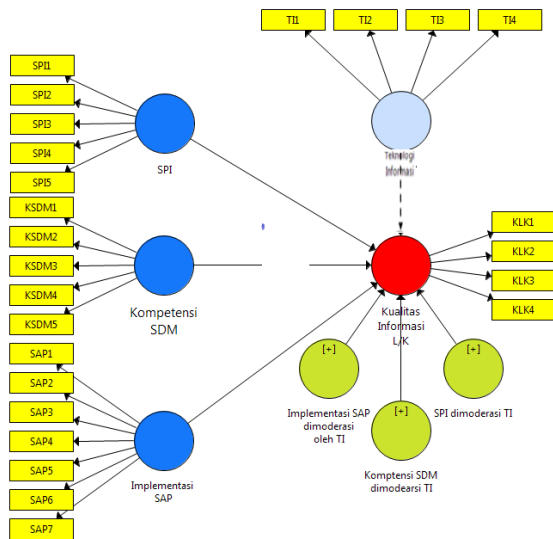 TI1
TI2
TI3
TI4
SPI1
SPI2
SPI3
SPI4
SPI5
SPI
Teknologi
Informasi
KSDM1
KSDM2
KSDM3
KSDM4
KSDM5
Kompetensi
SDM
KLK1
KLK2
KLK3
KLK4
Kualitas
Informasi
L/K
SAP1
SAP2
SAP3
SAP4
SAP5
SAP6
SAP7
Implementasi
SAP
[+]
Implementasi SAP
dimoderasi
oleh TI
[+]
Komptensi SDM
dimodearsi TI
[+]
SPI dimoderasi TI